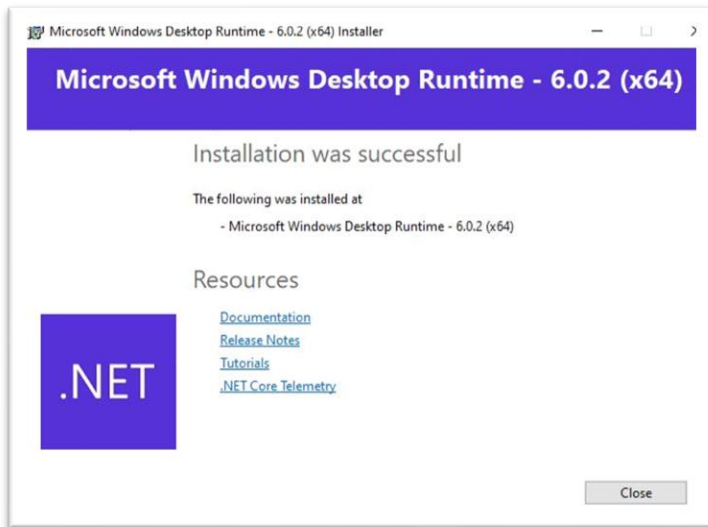 Microsoft Windows Desktop Runtime - 6.0.2 (x64) Installer
Microsoft Windows Desktop Runtime - 6.0.2 (x64)
Installation was successful
The following was installed at
- Microsoft Windows Desktop Runtime - 6.0.2 (x64)
Resources
Documentation
Release Notes
Tutorials
.NET Core Telemetry
.NET
Close